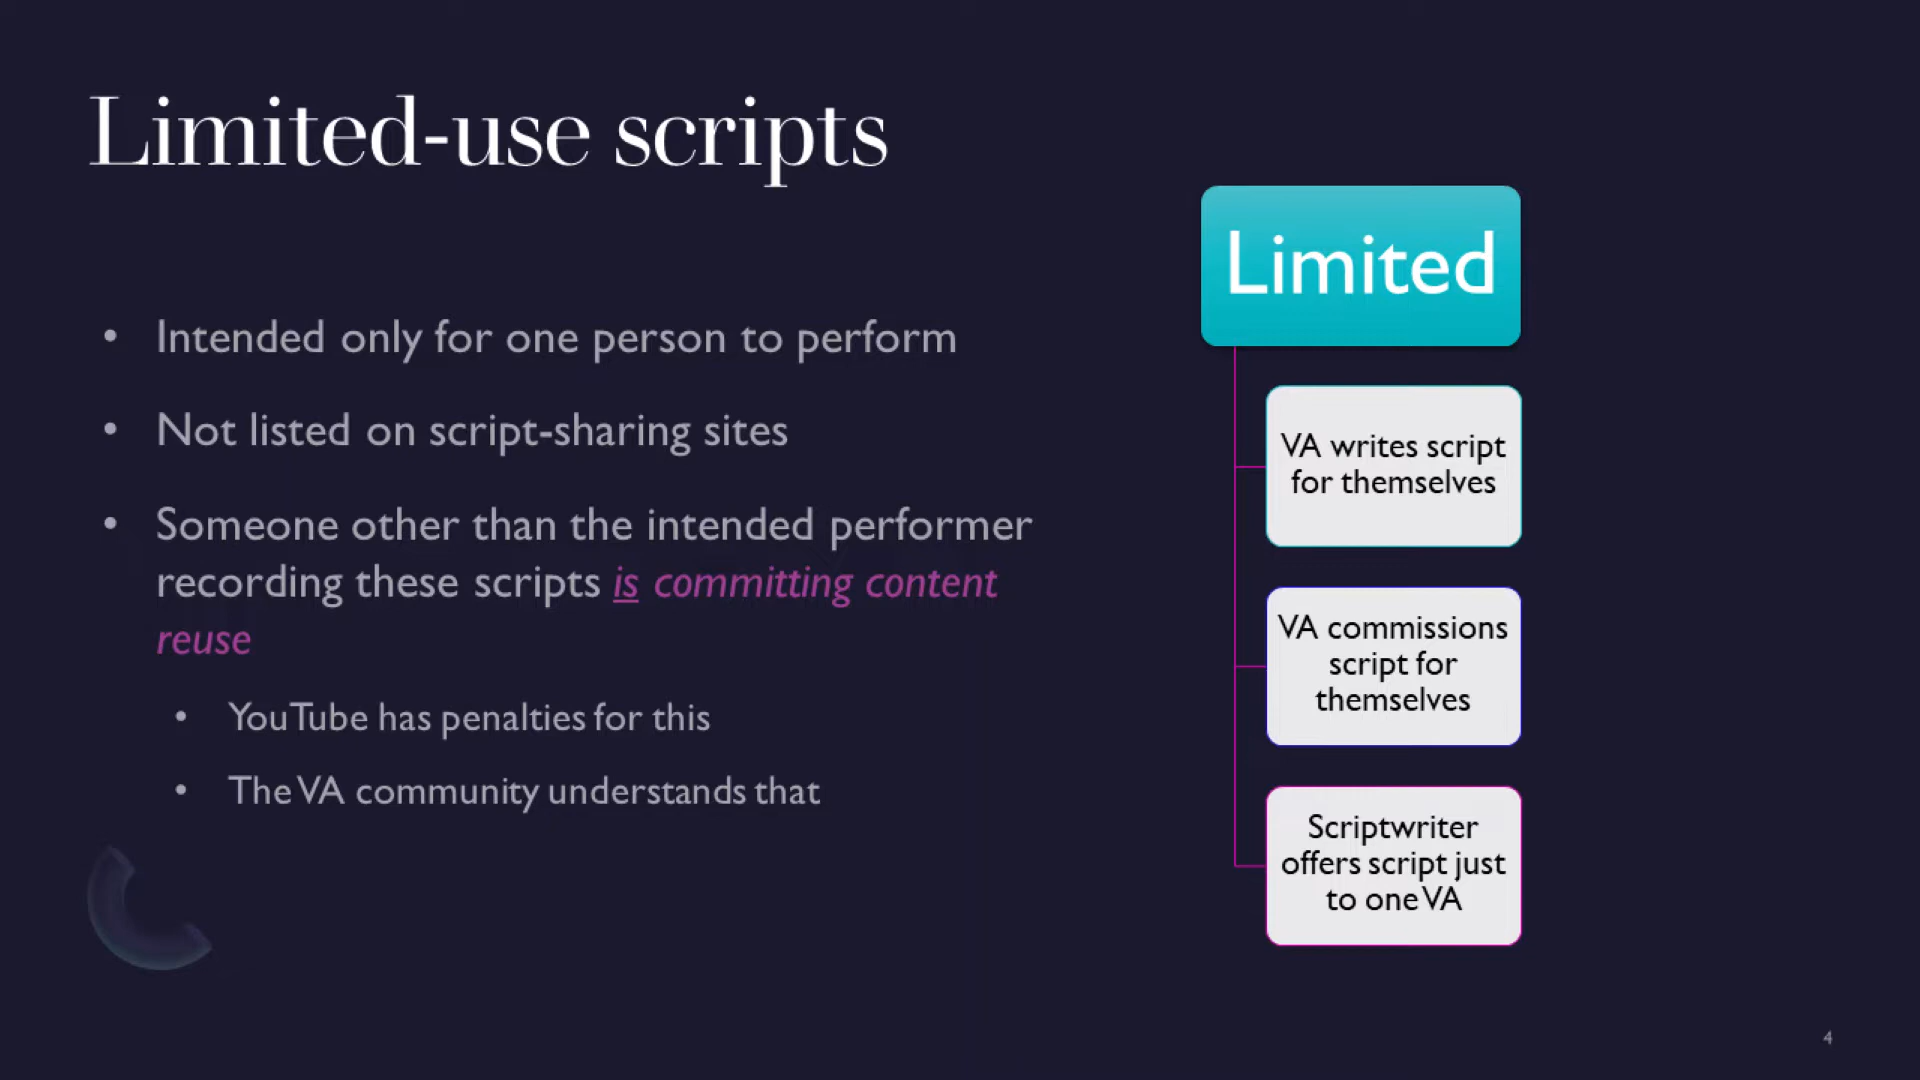 Limited-use scripts
• Intended only for one person to perform
• Not listed on script-sharing sites
• Someone other than the intended performer
recording these scripts is committing content
reuse
• YouTube has penalties for this
• The VA community understands that
Limited
VA writes script
for themselves
VA commissions
script for
themselves
Scriptwriter
offers script just
to one VA
4